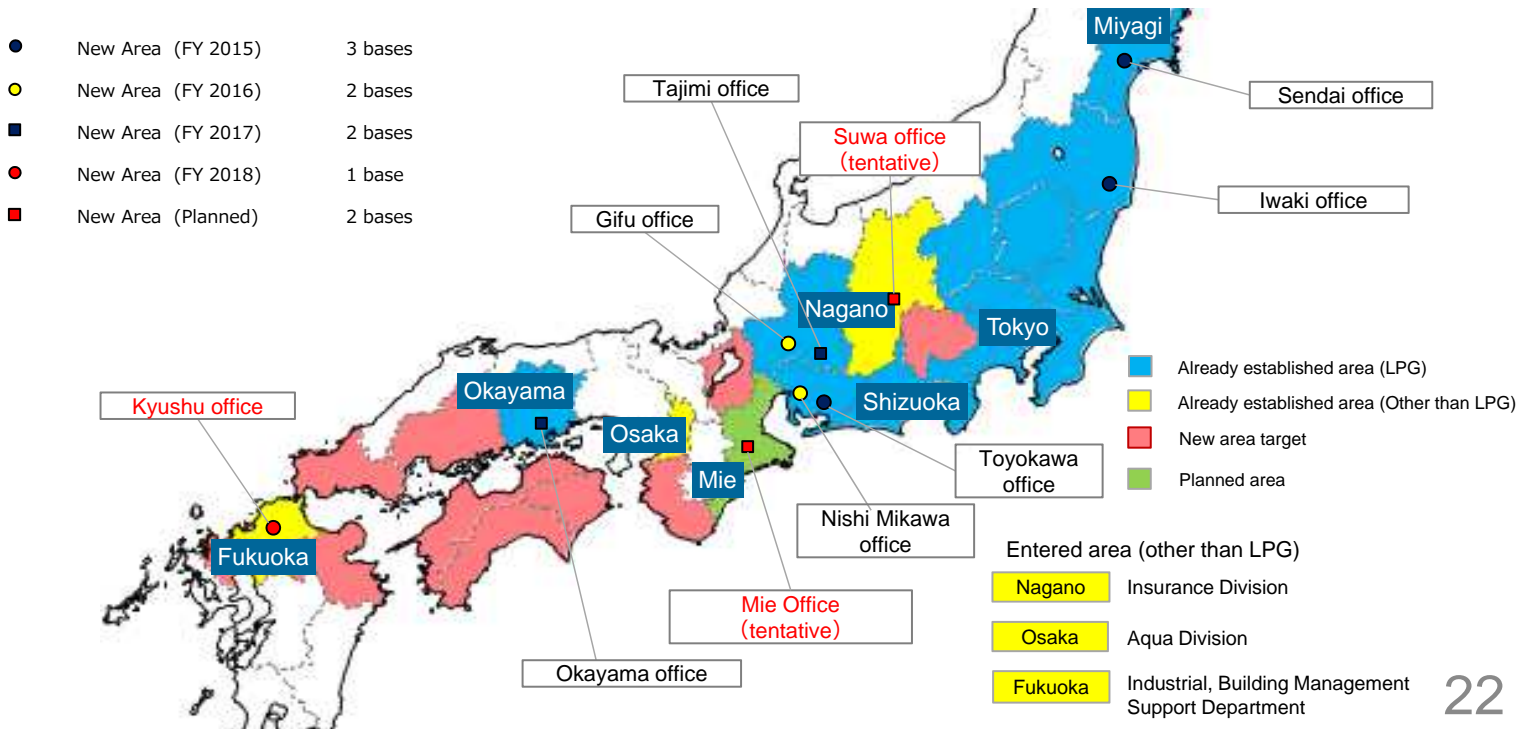 New Area (FY 2015) 3 bases
New Area (FY 2016) 2 bases
New Area (FY 2017) 2 bases
New Area (FY 2018) 1 base
New Area (Planned) 2 bases
Miyagi
Sendai office
Tajimi office
Suwa office
(tentative)
Iwaki office
Gifu office
Nagano
Tokyo
Okayama
Shizuoka
Kyushu office
Osaka
Mie
Fukuoka
Toyokawa
office
Nishi Mikawa
office
Mie Office
(tentative)
Okayama office
Already established area (LPG)
Already established area (Other than LPG)
New area target
Planned area
Entered area (other than LPG)
Nagano Insurance Division
Osaka Aqua Division
Fukuoka Industrial, Building Management
Support Department
22